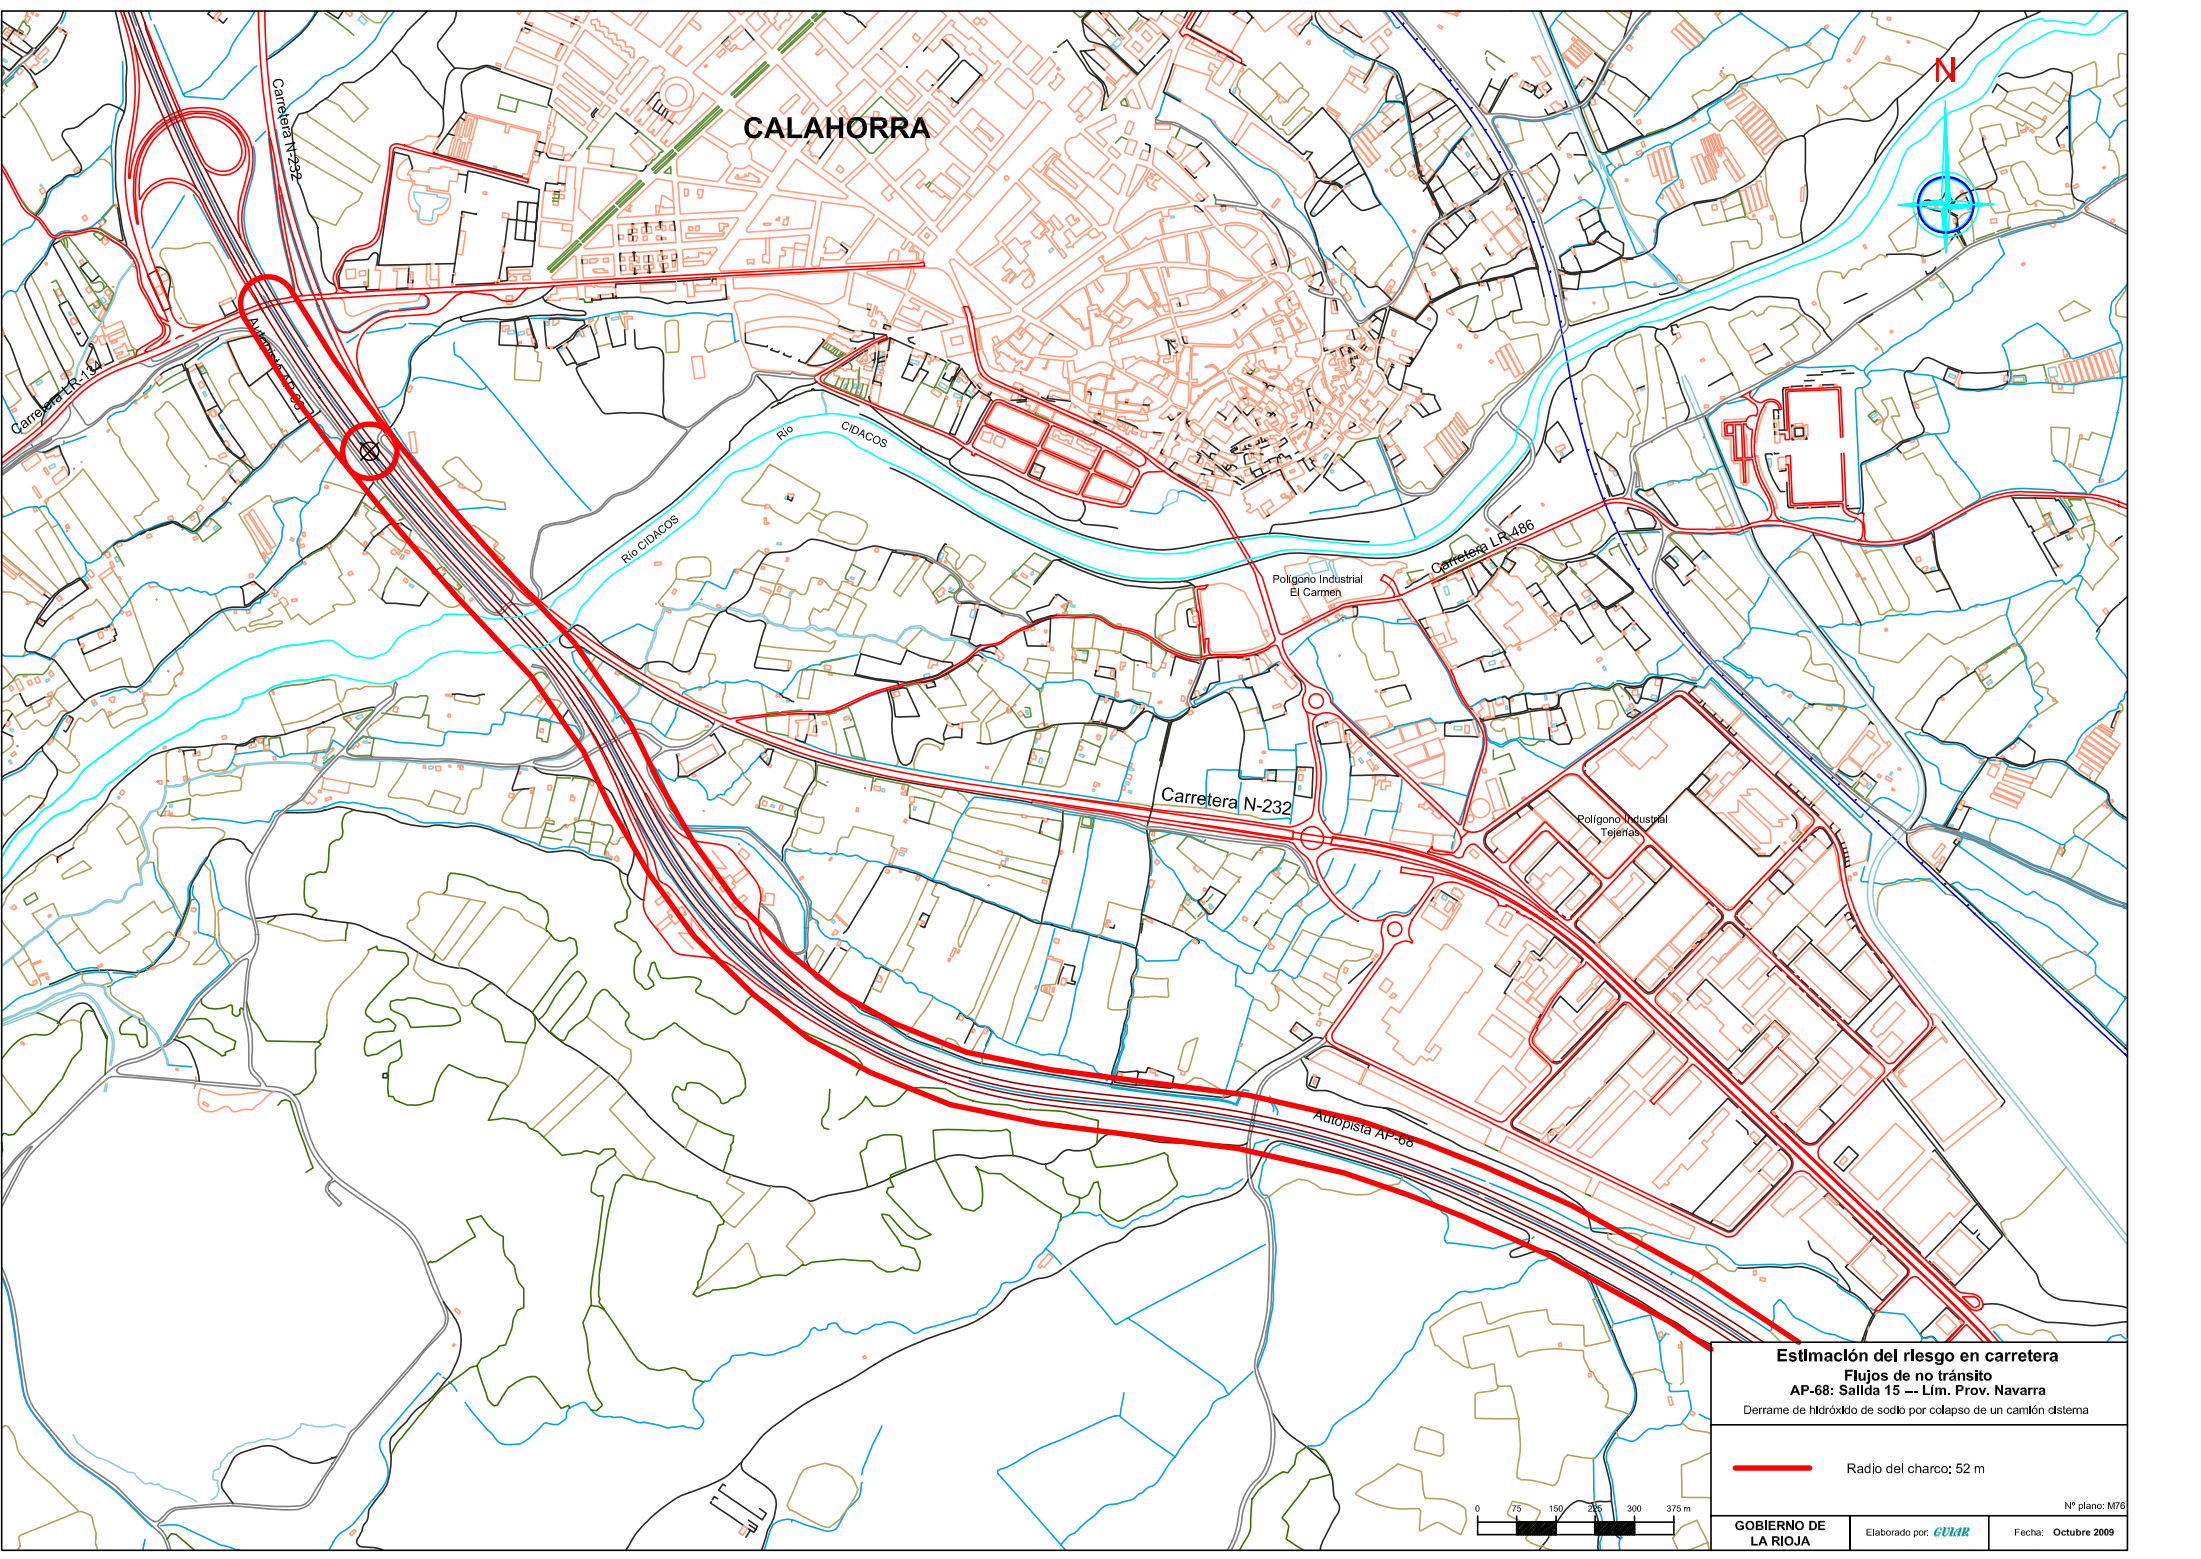 N
CALAHORRA
Carretera N-232
Autopista AP-68
Carretera LR-134
Río
CIDACOS
Río CIDACOS
Carretera LR-486
Polígono Industrial
El Carmen
Carretera N-232
Polígono Industrial
Tejerías
Autopista AP-68
Estimación del riesgo en carretera
Flujos de no tránsito
AP-68: Salida 15 --- Lím. Prov. Navarra
Derrame de hidróxido de sodio por colapso de un camión cisterna
Radio del charco: 52 m
0 75 150 225 300 375 m
Nº plano: M76
GOBIERNO DE
LA RIOJA
Elaborado por: GUIAR
Fecha: Octubre 2009